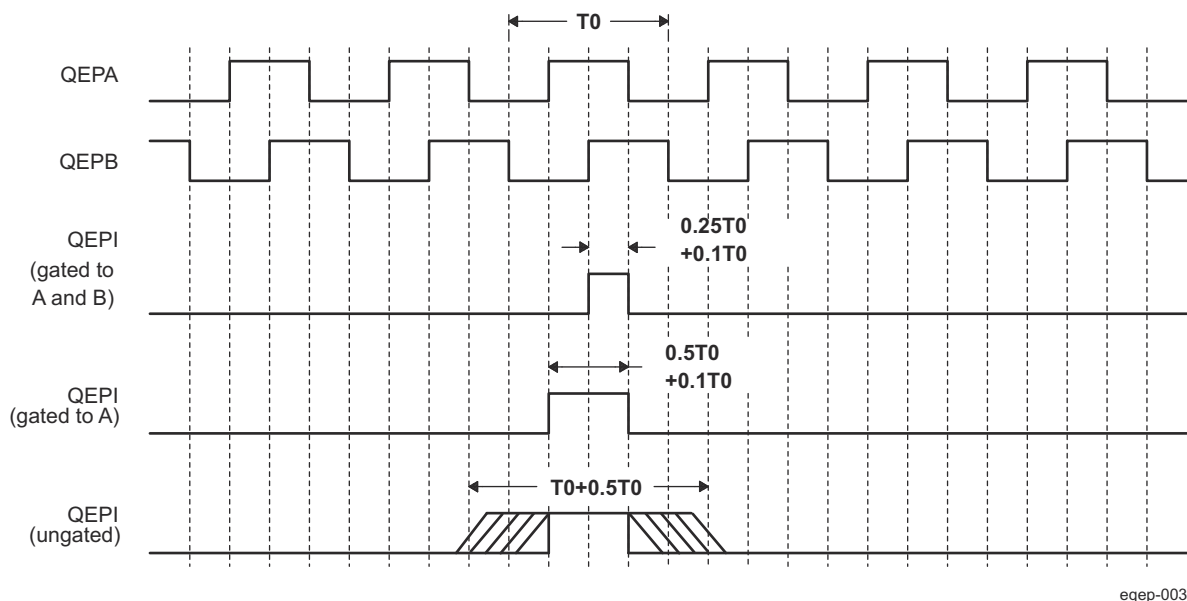 T0
QEPA
QEPB
QEPI
(gated to
A and B)
0.25T0
+0.1T0
QEPI
(gated to A)
0.5T0
+0.1T0
QEPI
(ungated)
T0+0.5T0
eqep-003